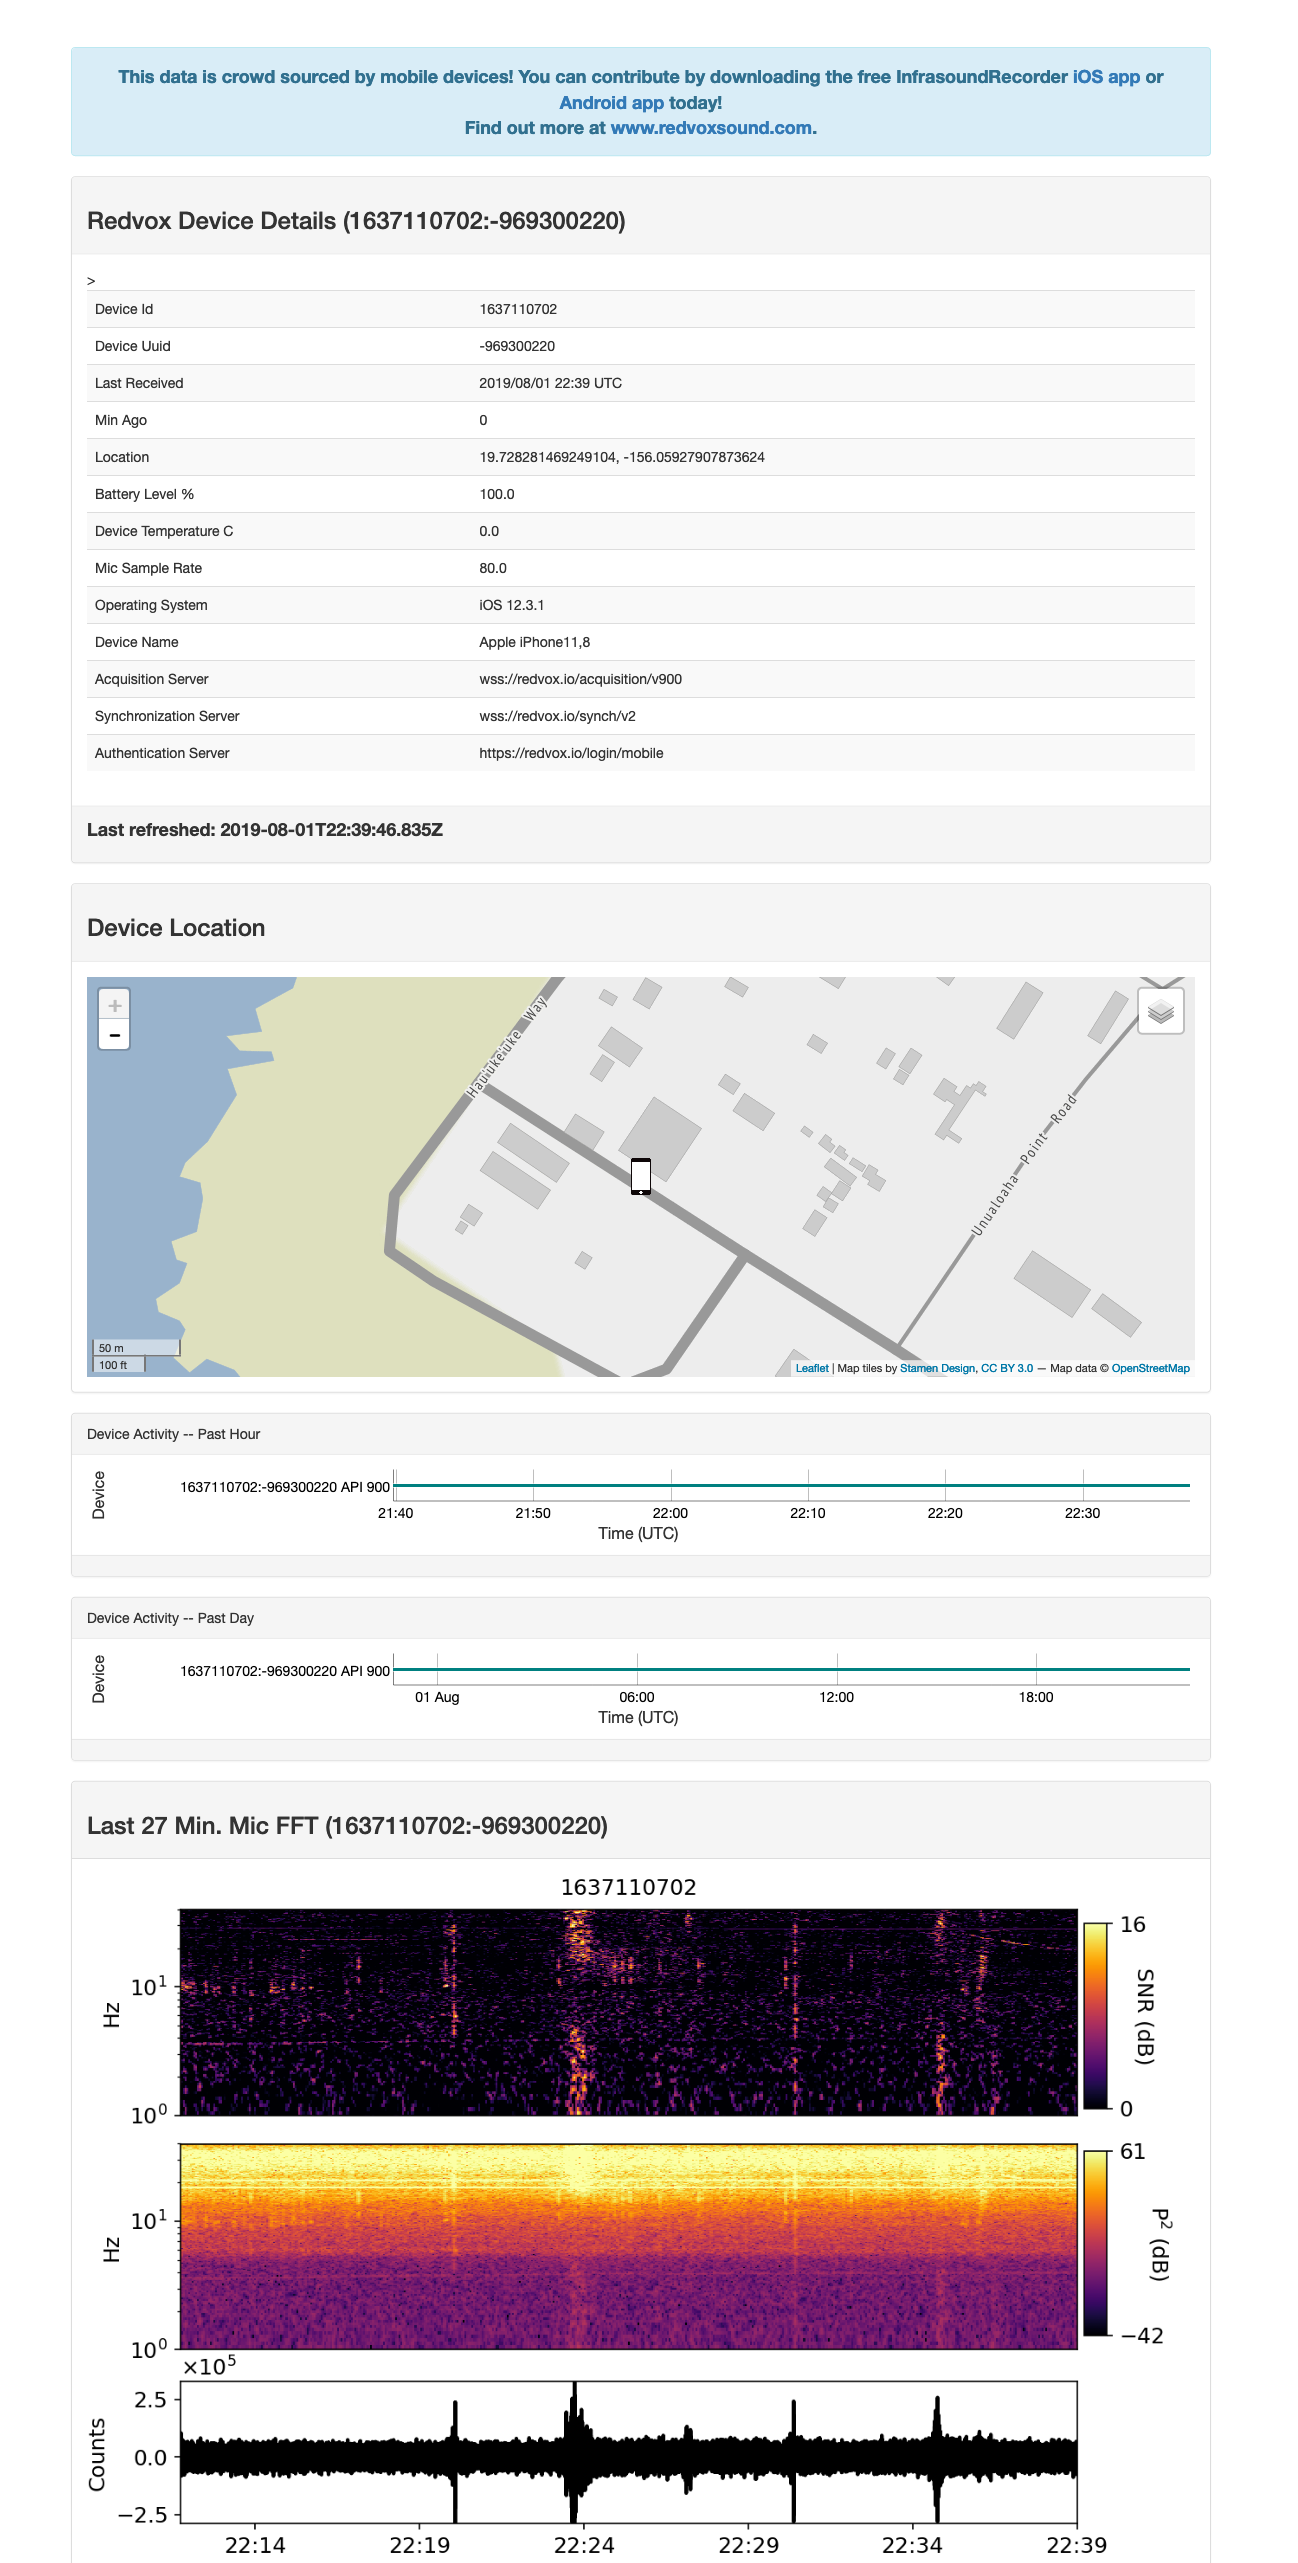 This data is crowd sourced by mobile devices! You can contribute by downloading the free InfrasoundRecorder iOS app or
Android app today!
Find out more at www.redvoxsound.com.
Redvox Device Details (1637110702:-969300220)
>
Device Id 1637110702
Device Uuid -969300220
Last Received 2019/08/01 22:39 UTC
Min Ago 0
Location 19.728281469249104, -156.05927907873624
Battery Level % 100.0
Device Temperature C 0.0
Mic Sample Rate 80.0
Operating System iOS 12.3.1
Device Name Apple iPhone11,8
Acquisition Server wss://redvox.io/acquisition/v900
Synchronization Server wss://redvox.io/synch/v2
Authentication Server https://redvox.io/login/mobile
Last refreshed: 2019-08-01T22:39:46.835Z
Device Location
+
-
Way
Unualoaha Point Road
50 m
100 ft
Leaflet | Map tiles by Stamen Design, CC BY 3.0 — Map data © OpenStreetMap
Device Activity -- Past Hour
Device
1637110702:-969300220 API 900
21:40 21:50 22:00 22:10 22:20 22:30
Time (UTC)
Device Activity -- Past Day
Device
1637110702:-969300220 API 900
01 Aug 06:00 12:00 18:00
Time (UTC)
Last 27 Min. Mic FFT (1637110702:-969300220)
1637110702
Hz
10¹
10⁰
16
SNR (dB)
0
Hz
10¹
10⁰
61
P² (dB)
−42
×10⁵
Counts
2.5
0.0
−2.5
22:14 22:19 22:24 22:29 22:34 22:39